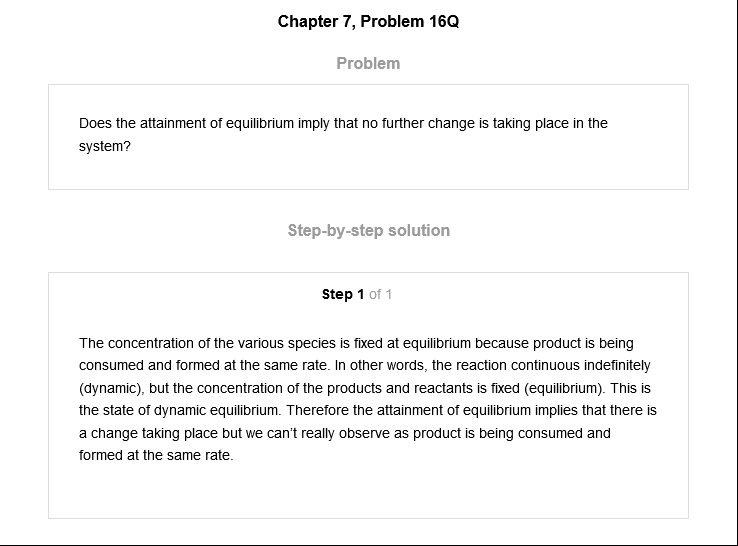 Chapter 7, Problem 16Q
Problem
Does the attainment of equilibrium imply that no further change is taking place in the
system?
Step-by-step solution
Step 1 of 1
The concentration of the various species is fixed at equilibrium because product is being
consumed and formed at the same rate. In other words, the reaction continuous indefinitely
(dynamic), but the concentration of the products and reactants is fixed (equilibrium). This is
the state of dynamic equilibrium. Therefore the attainment of equilibrium implies that there is
a change taking place but we can’t really observe as product is being consumed and
formed at the same rate.